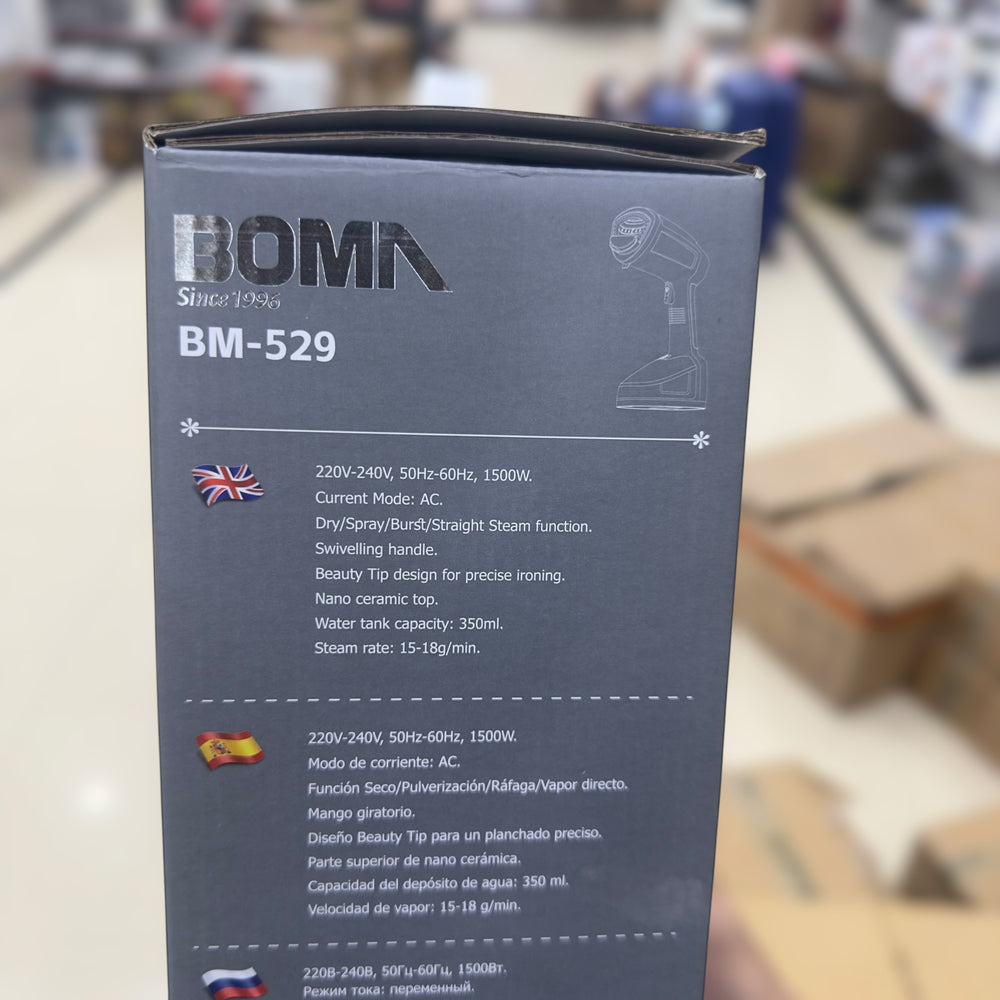 BOMA
Since 1996
BM-529
220V-240V, 50Hz-60Hz, 1500W.
Current Mode: AC.
Dry/Spray/Burst/Straight Steam function.
Swivelling handle.
Beauty Tip design for precise ironing.
Nano ceramic top.
Water tank capacity: 350ml.
Steam rate: 15-18g/min.
220V-240V, 50Hz-60Hz, 1500W.
Modo de corriente: AC.
Función Seco/Pulverización/Ráfaga/Vapor directo.
Mango giratorio.
Diseño Beauty Tip para un planchado preciso.
Parte superior de nano cerámica.
Capacidad del depósito de agua: 350 ml.
Velocidad de vapor: 15-18 g/min.
220В-240В, 50Гц-60Гц, 1500Вт.
Режим тока: переменный.